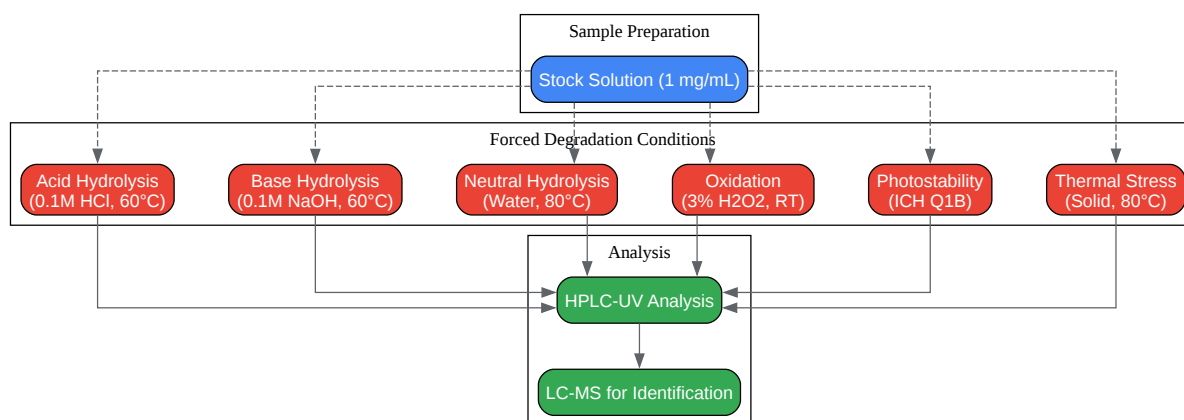 Sample Preparation
Stock Solution (1 mg/mL)
Forced Degradation Conditions
Acid Hydrolysis
(0.1M HCl, 60°C)
Base Hydrolysis
(0.1M NaOH, 60°C)
Neutral Hydrolysis
(Water, 80°C)
Oxidation
(3% H2O2, RT)
Photostability
(ICH Q1B)
Thermal Stress
(Solid, 80°C)
Analysis
HPLC-UV Analysis
LC-MS for Identification